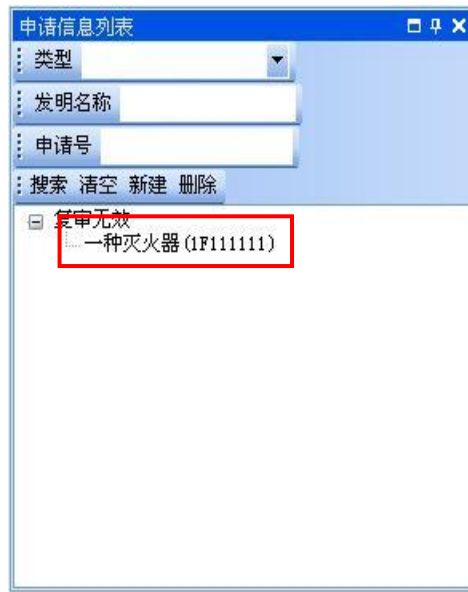 申请信息列表
类型
发明名称
申请号
搜索 清空 新建 删除
复审无效
一种灭火器(1F111111)